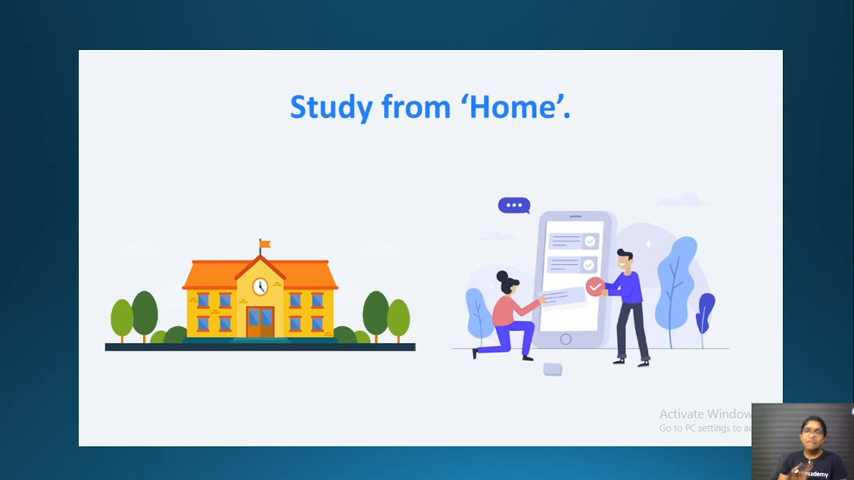 Study from ‘Home’.
Activate Window
Go to PC settings to a